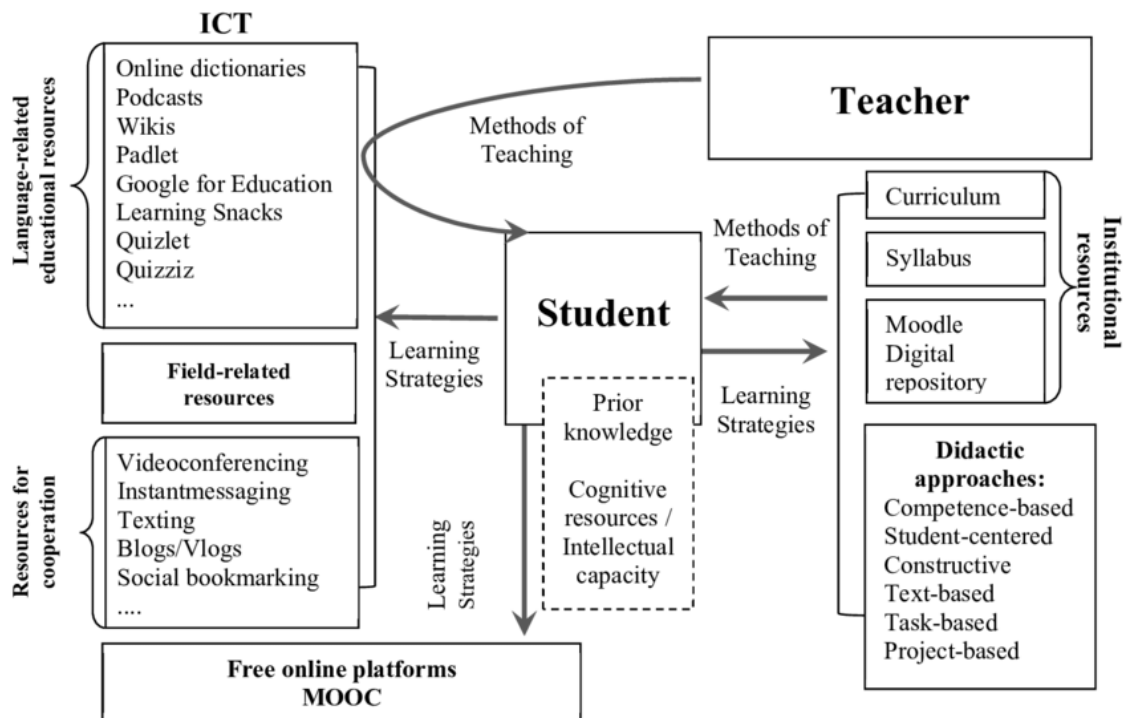 ICT
Language-related
educational resources
Online dictionaries
Podcasts
Wikis
Padlet
Google for Education
Learning Snacks
Quizlet
Quizziz
...
Field-related
resources
Resources for
cooperation
Videoconferencing
Instantmessaging
Texting
Blogs/Vlogs
Social bookmarking
....
Methods of
Teaching
Teacher
Student
Prior
knowledge
Cognitive
resources /
Intellectual
capacity
Learning
Strategies
Learning
Strategies
Methods of
Teaching
Learning
Strategies
Curriculum
Syllabus
Moodle
Digital
repository
Institutional
resources
Didactic
approaches:
Competence-based
Student-centered
Constructive
Text-based
Task-based
Project-based
Free online platforms
MOOC